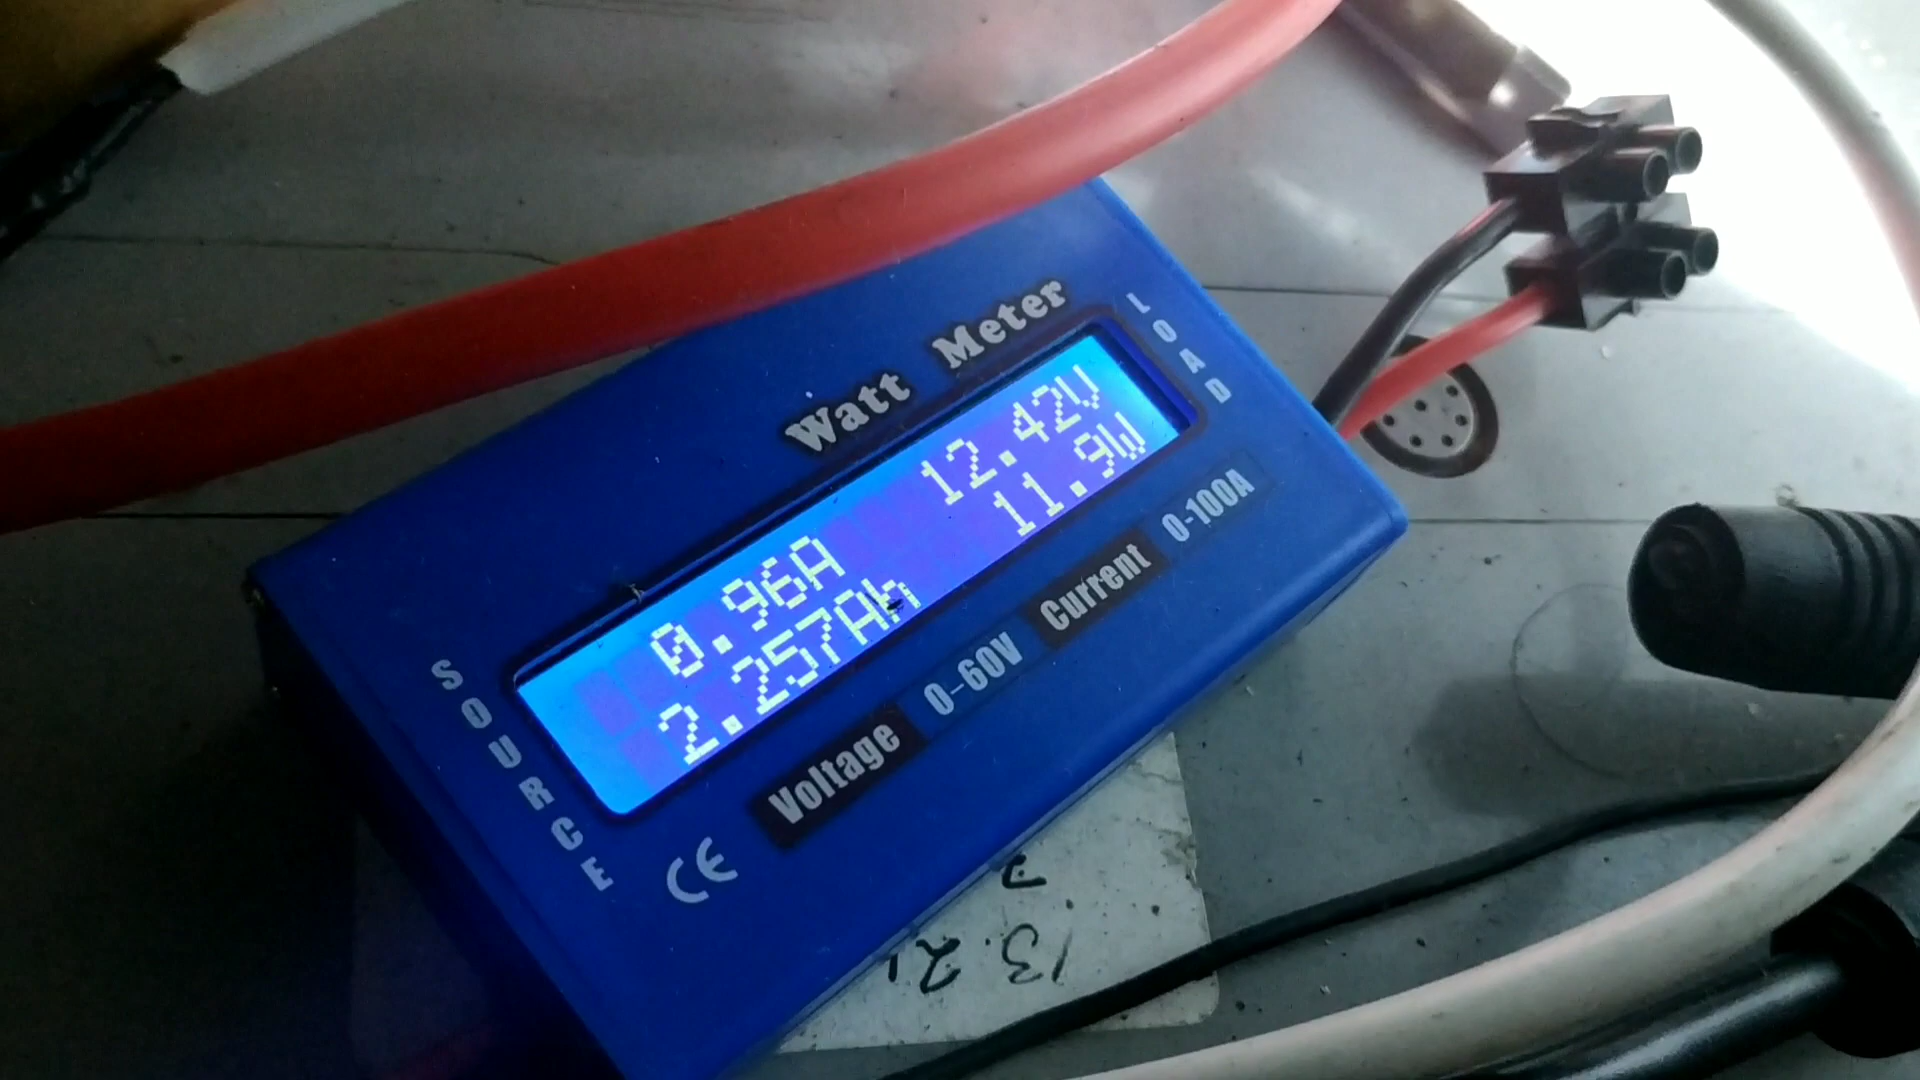 Watt Meter
LOAD
0.96A 12.42V
2.257Ah 11.9W
SOURCE
Voltage 0-60V Current 0-100A
CE
13.2